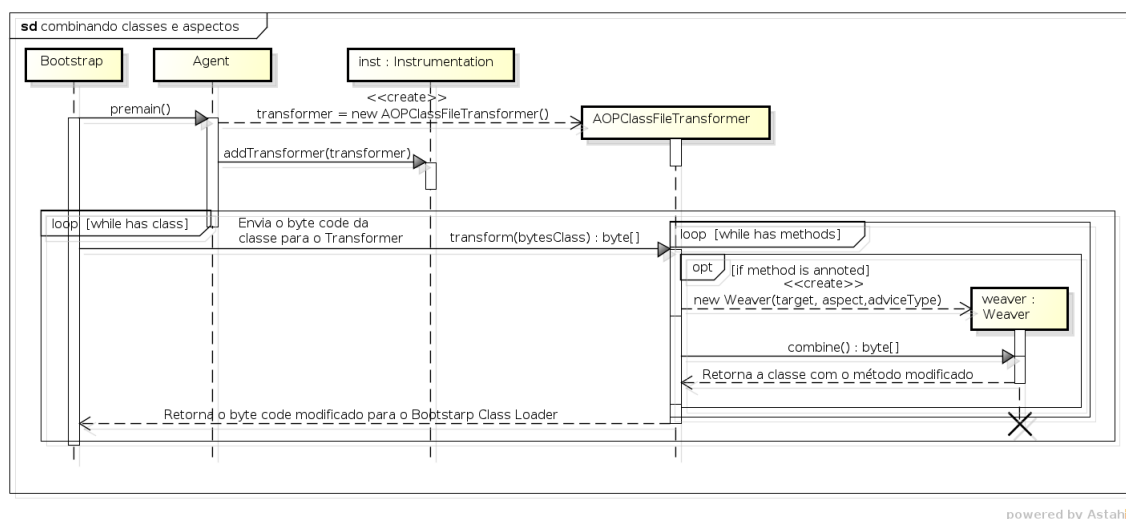 sd combinando classes e aspectos
Bootstrap
Agent
inst : Instrumentation
<<create>>
premain()
transformer = new AOPClassFileTransformer()
AOPClassFileTransformer
addTransformer(transformer)
loop [while has class]
Envia o byte code da
classe para o Transformer
transform(bytesClass) : byte[]
loop [while has methods]
opt [if method is annoted]
<<create>>
new Weaver(target, aspect,adviceType)
weaver :
Weaver
combine() : byte[]
Retorna a classe com o método modificado
Retorna o byte code modificado para o Bootstarp Class Loader
powered by Astah